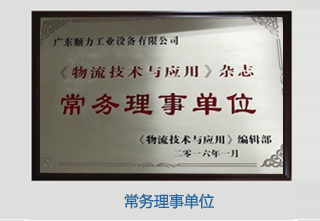 广东顺力工业设备有限公司
《物流技术与应用》杂志
常务理事单位
《物流技术与应用》编辑部
二零一六年一月
常务理事单位